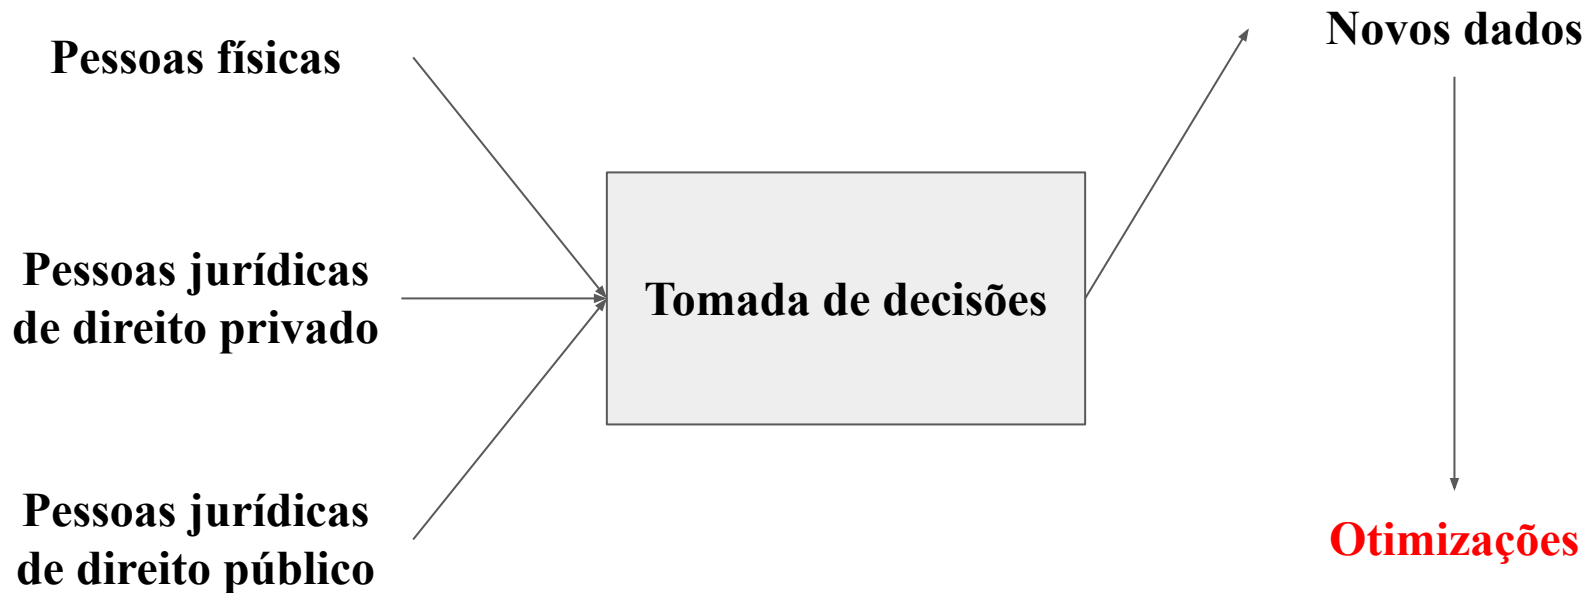 Pessoas físicas
Pessoas jurídicas
de direito privado
Pessoas jurídicas
de direito público
Tomada de decisões
Novos dados
Otimizações